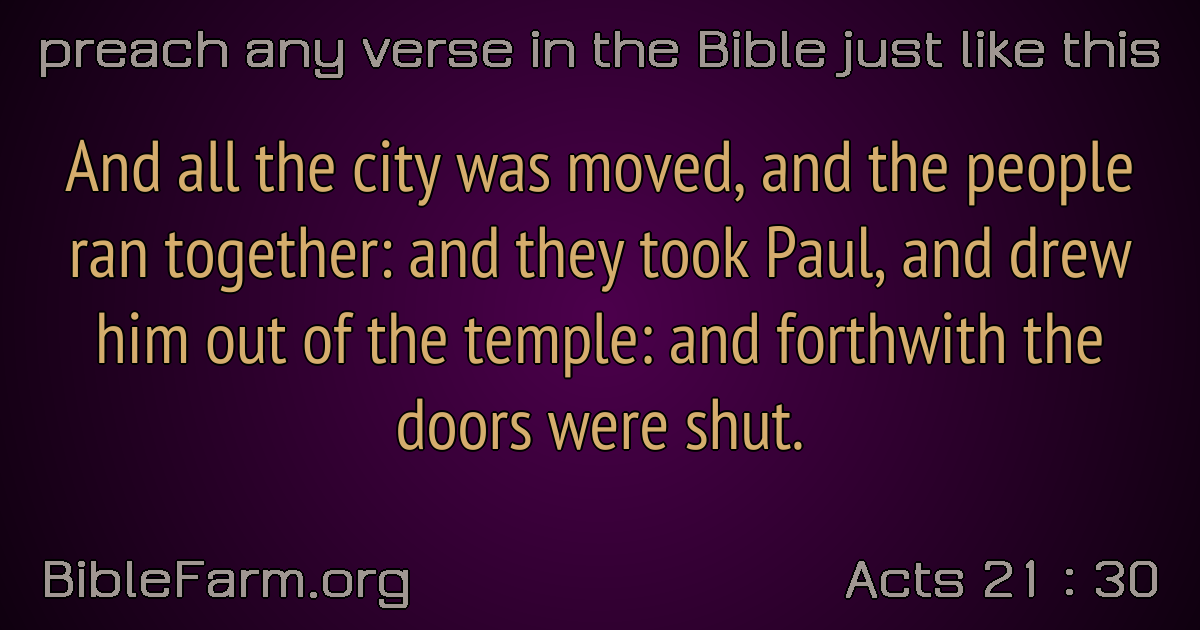 preach any verse in the Bible just like this
And all the city was moved, and the people
ran together: and they took Paul, and drew
him out of the temple: and forthwith the
doors were shut.
BibleFarm.org
Acts 21 : 30